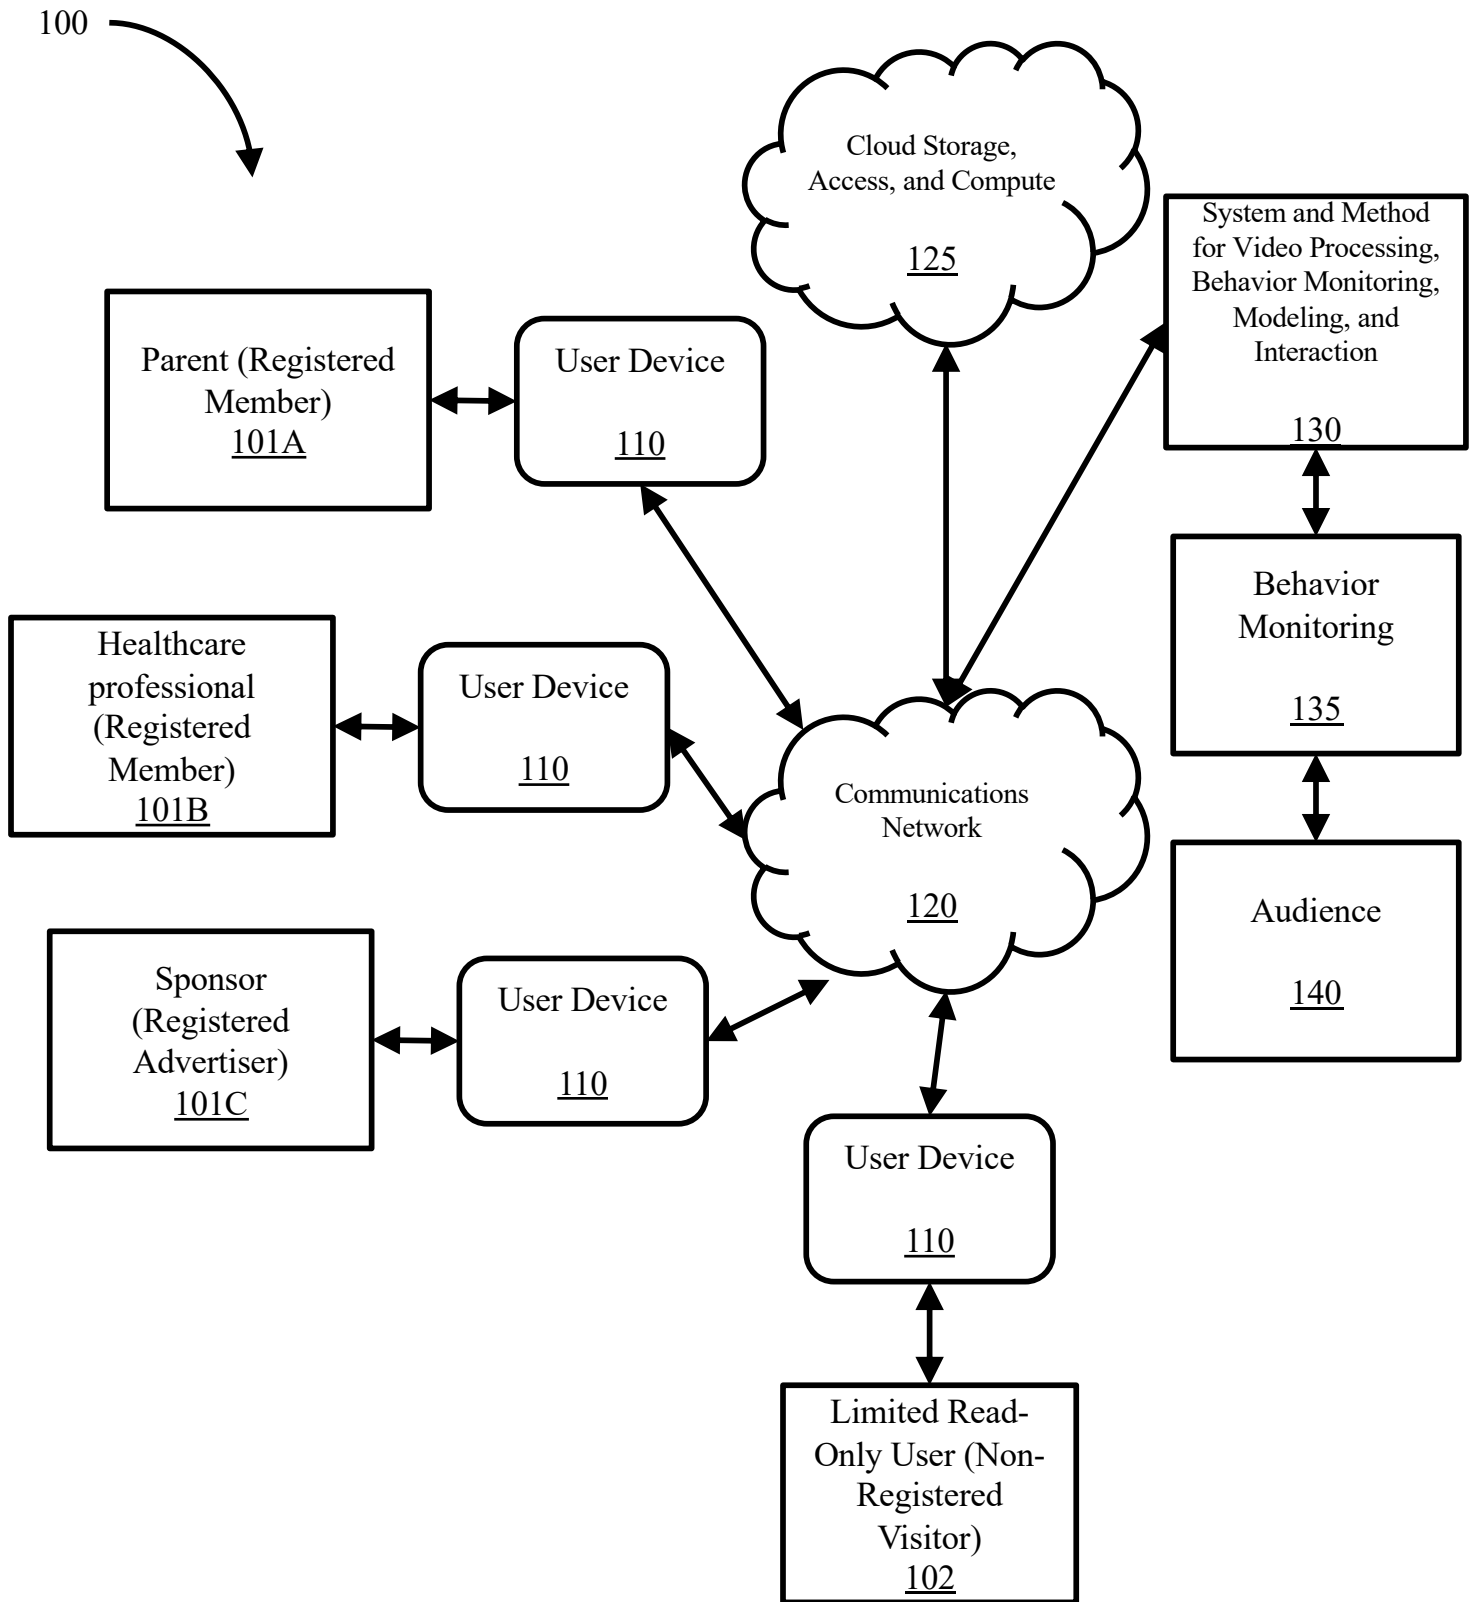 100
Cloud Storage,
Access, and Compute
125
System and Method
for Video Processing,
Behavior Monitoring,
Modeling, and
Interaction
130
Parent (Registered
Member)
101A
User Device
110
Behavior
Monitoring
135
Healthcare
professional
(Registered
Member)
101B
User Device
110
Communications
Network
120
Audience
140
Sponsor
(Registered
Advertiser)
101C
User Device
110
User Device
110
Limited Read-
Only User (Non-
Registered
Visitor)
102